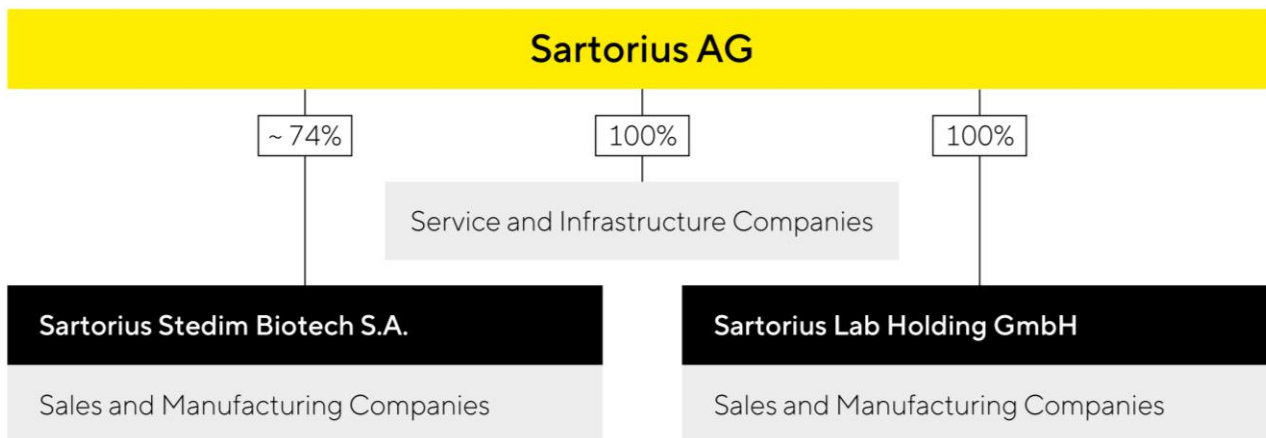 Sartorius AG
~ 74%
100%
100%
Service and Infrastructure Companies
Sartorius Stedim Biotech S.A.
Sartorius Lab Holding GmbH
Sales and Manufacturing Companies
Sales and Manufacturing Companies